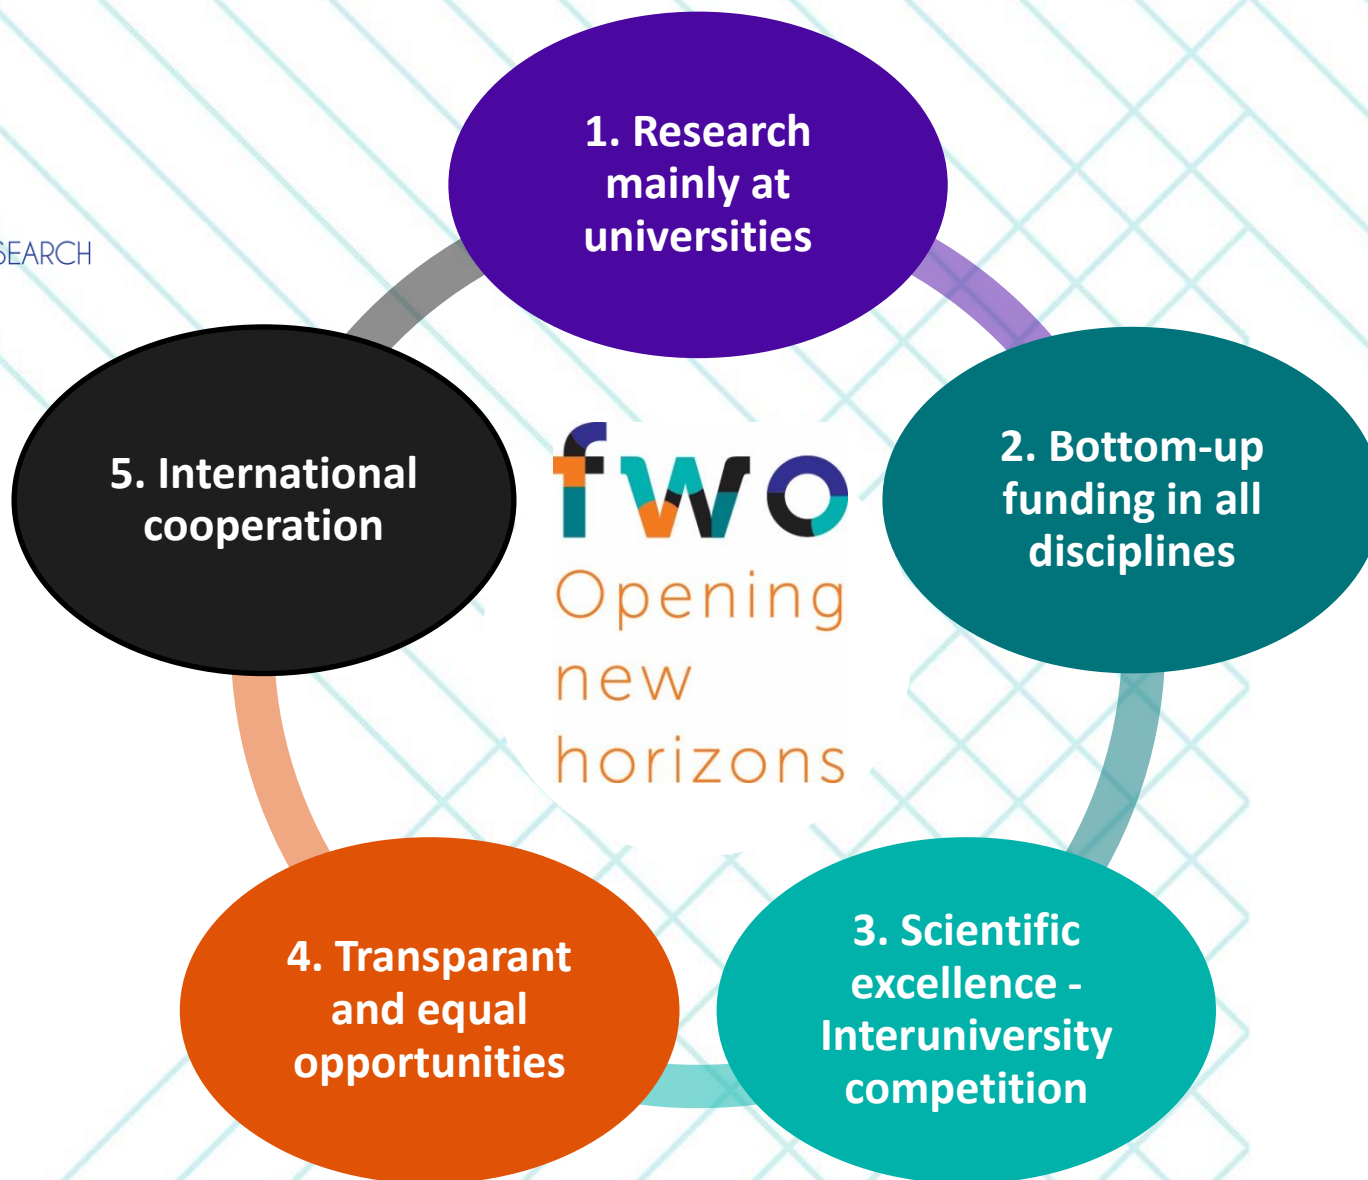 1. Research
mainly at
universities
2. Bottom-up
funding in all
disciplines
3. Scientific
excellence -
Interuniversity
competition
4. Transparant
and equal
opportunities
5. International
cooperation
fwo
Opening
new
horizons